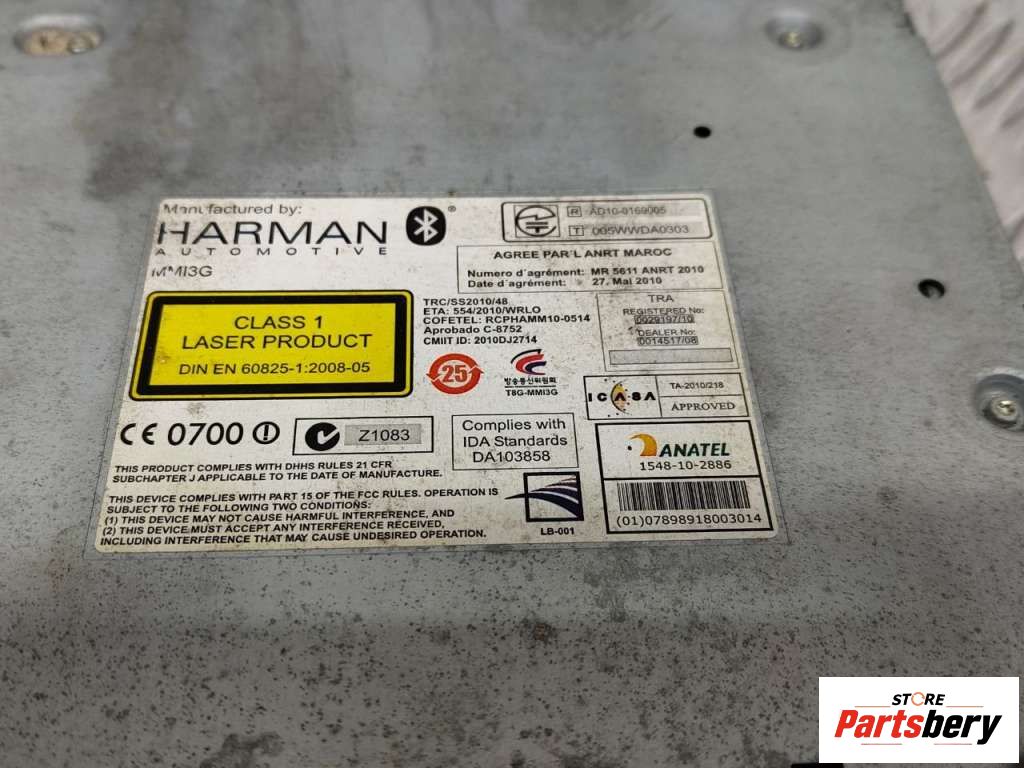 Manufactured by:
HARMAN
AUTOMOTIVE
MMI3G
®
R AD10-0169005
T 005WWDA0303
AGREE PAR'L ANRT MAROC
Numero d'agrément: MR 5611 ANRT 2010
Date d'agrément: 27. Mai 2010
CLASS 1
LASER PRODUCT
DIN EN 60825-1:2008-05
TRC/SS2010/48
ETA: 554/2010/WRLO
COFETEL: RCPHAMM10-0514
Aprobado C-8752
CMIIT ID: 2010DJ2714
TRA
REGISTERED No:
0029197/10
DEALER No:
0014517/08
25
방송통신위원회
T8G-MMI3G
ICASA
TA-2010/218
APPROVED
CE 0700
Z1083
Complies with
IDA Standards
DA103858
ANATEL
1548-10-2886
(01)07898918003014
THIS PRODUCT COMPLIES WITH DHHS RULES 21 CFR
SUBCHAPTER J APPLICABLE TO THE DATE OF MANUFACTURE.
THIS DEVICE COMPLIES WITH PART 15 OF THE FCC RULES. OPERATION IS
SUBJECT TO THE FOLLOWING TWO CONDITIONS:
(1) THIS DEVICE MAY NOT CAUSE HARMFUL INTERFERENCE, AND
(2) THIS DEVICE MUST ACCEPT ANY INTERFERENCE RECEIVED,
INCLUDING INTERFERENCE THAT MAY CAUSE UNDESIRED OPERATION.
LB-001
STORE
Partsbery